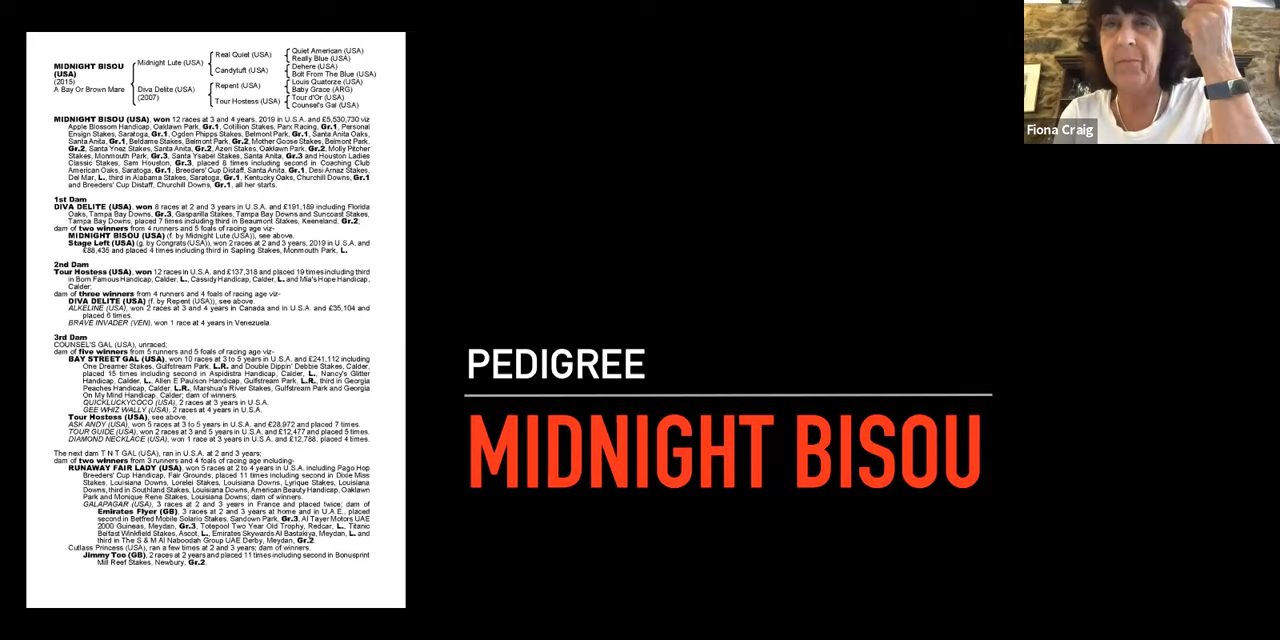 MIDNIGHT BISOU
(USA)
(2015)
A Bay Or Brown Mare
Midnight Lute (USA)
Diva Delite (USA)
(2007)
Real Quiet (USA)
Candytuft (USA)
Repent (USA)
Tour Hostess (USA)
Quiet American (USA)
Really Blue (USA)
Dehere (USA)
Bolt From The Blue (USA)
Louis Quatorze (USA)
Baby Grace (ARG)
Tour d'Or (USA)
Counsel's Gal (USA)
MIDNIGHT BISOU (USA), won 12 races at 3 and 4 years, 2019 in U.S.A. and £5,530,730 viz
Apple Blossom Handicap, Oaklawn Park, Gr.1, Cotillion Stakes, Parx Racing, Gr.1, Personal
Ensign Stakes, Saratoga, Gr.1, Ogden Phipps Stakes, Belmont Park, Gr.1, Santa Anita Oaks,
Santa Anita, Gr.1, Beldame Stakes, Belmont Park, Gr.2, Mother Goose Stakes, Belmont Park,
Gr.2, Santa Ynez Stakes, Santa Anita, Gr.2, Azeri Stakes, Oaklawn Park, Gr.2, Molly Pitcher
Stakes, Monmouth Park, Gr.3, Santa Ysabel Stakes, Santa Anita, Gr.3 and Houston Ladies
Classic Stakes, Sam Houston, Gr.3, placed 8 times including second in Coaching Club
American Oaks, Saratoga, Gr.1, Breeders' Cup Distaff, Santa Anita, Gr.1, Desi Arnaz Stakes,
Del Mar, L., third in Alabama Stakes, Saratoga, Gr.1, Kentucky Oaks, Churchill Downs, Gr.1
and Breeders' Cup Distaff, Churchill Downs, Gr.1, all her starts.
1st Dam
DIVA DELITE (USA), won 8 races at 2 and 3 years in U.S.A. and £191,189 including Florida
Oaks, Tampa Bay Downs, Gr.3, Gasparilla Stakes, Tampa Bay Downs and Suncoast Stakes,
Tampa Bay Downs, placed 7 times including third in Beaumont Stakes, Keeneland, Gr.2;
dam of two winners from 4 runners and 5 foals of racing age viz-
MIDNIGHT BISOU (USA) (f. by Midnight Lute (USA)), see above.
Stage Left (USA) (g. by Congrats (USA)), won 2 races at 2 and 3 years, 2019 in U.S.A. and
£88,435 and placed 4 times including third in Sapling Stakes, Monmouth Park, L.
2nd Dam
Tour Hostess (USA), won 12 races in U.S.A. and £137,318 and placed 19 times including third
in Born Famous Handicap, Calder, L., Cassidy Handicap, Calder, L. and Mia's Hope Handicap,
Calder;
dam of three winners from 4 runners and 4 foals of racing age viz-
DIVA DELITE (USA) (f. by Repent (USA)), see above.
ALKELINE (USA), won 2 races at 3 and 4 years in Canada and in U.S.A. and £35,104 and
placed 6 times.
BRAVE INVADER (VEN), won 1 race at 4 years in Venezuela.
3rd Dam
COUNSEL'S GAL (USA), unraced;
dam of five winners from 5 runners and 5 foals of racing age viz-
BAY STREET GAL (USA), won 10 races at 3 to 5 years in U.S.A. and £241,112 including
One Dreamer Stakes, Gulfstream Park, L.R. and Double Dippin' Debbie Stakes, Calder,
placed 15 times including second in Aspidistra Handicap, Calder, L., Nancy's Glitter
Handicap, Calder, L., Allen E Paulson Handicap, Gulfstream Park, L.R., third in Georgia
Peaches Handicap, Calder, L.R., Marshua's River Stakes, Gulfstream Park and Georgia
On My Mind Handicap, Calder; dam of winners.
QUICKLUCKYCOCO (USA), 2 races at 3 years in U.S.A.
GEE WHIZ WALLY (USA), 2 races at 4 years in U.S.A.
Tour Hostess (USA), see above.
ASK ANDY (USA), won 5 races at 3 to 5 years in U.S.A. and £28,972 and placed 7 times.
TOUR GUIDE (USA), won 2 races at 3 and 5 years in U.S.A. and £12,477 and placed 5 times.
DIAMOND NECKLACE (USA), won 1 race at 3 years in U.S.A. and £12,788, placed 4 times.
The next dam T N T GAL (USA), ran in U.S.A. at 2 and 3 years;
dam of two winners from 4 runners and 4 foals of racing age including-
RUNAWAY FAIR LADY (USA), won 5 races at 2 to 4 years in U.S.A. including Pago Hop
Breeders' Cup Handicap, Fair Grounds, placed 11 times including second in Dixie Miss
Stakes, Louisiana Downs, Lorelei Stakes, Louisiana Downs, Lyrique Stakes, Louisiana
Downs, third in Southland Stakes, Louisiana Downs, American Beauty Handicap, Oaklawn
Park and Monique Rene Stakes, Louisiana Downs; dam of winners.
GALAPAGAR (USA), 3 races at 2 and 3 years in France and placed twice; dam of
Emirates Flyer (GB), 3 races at 2 and 3 years at home and in U.A.E., placed
second in Betfred Mobile Solario Stakes, Sandown Park, Gr.3, Al Tayer Motors UAE
2000 Guineas, Meydan, Gr.3, Totepool Two Year Old Trophy, Redcar, L., Titanic
Belfast Winkfield Stakes, Ascot, L., Emirates Skywards Al Bastakiya, Meydan, L. and
third in The S & M Al Naboodah Group UAE Derby, Meydan, Gr.2.
Cutlass Princess (USA), ran a few times at 2 and 3 years; dam of winners.
Jimmy Too (GB), 2 races at 2 years and placed 11 times including second in Bonusprint
Mill Reef Stakes, Newbury, Gr.2.
PEDIGREE
MIDNIGHT BISOU
Fiona Craig